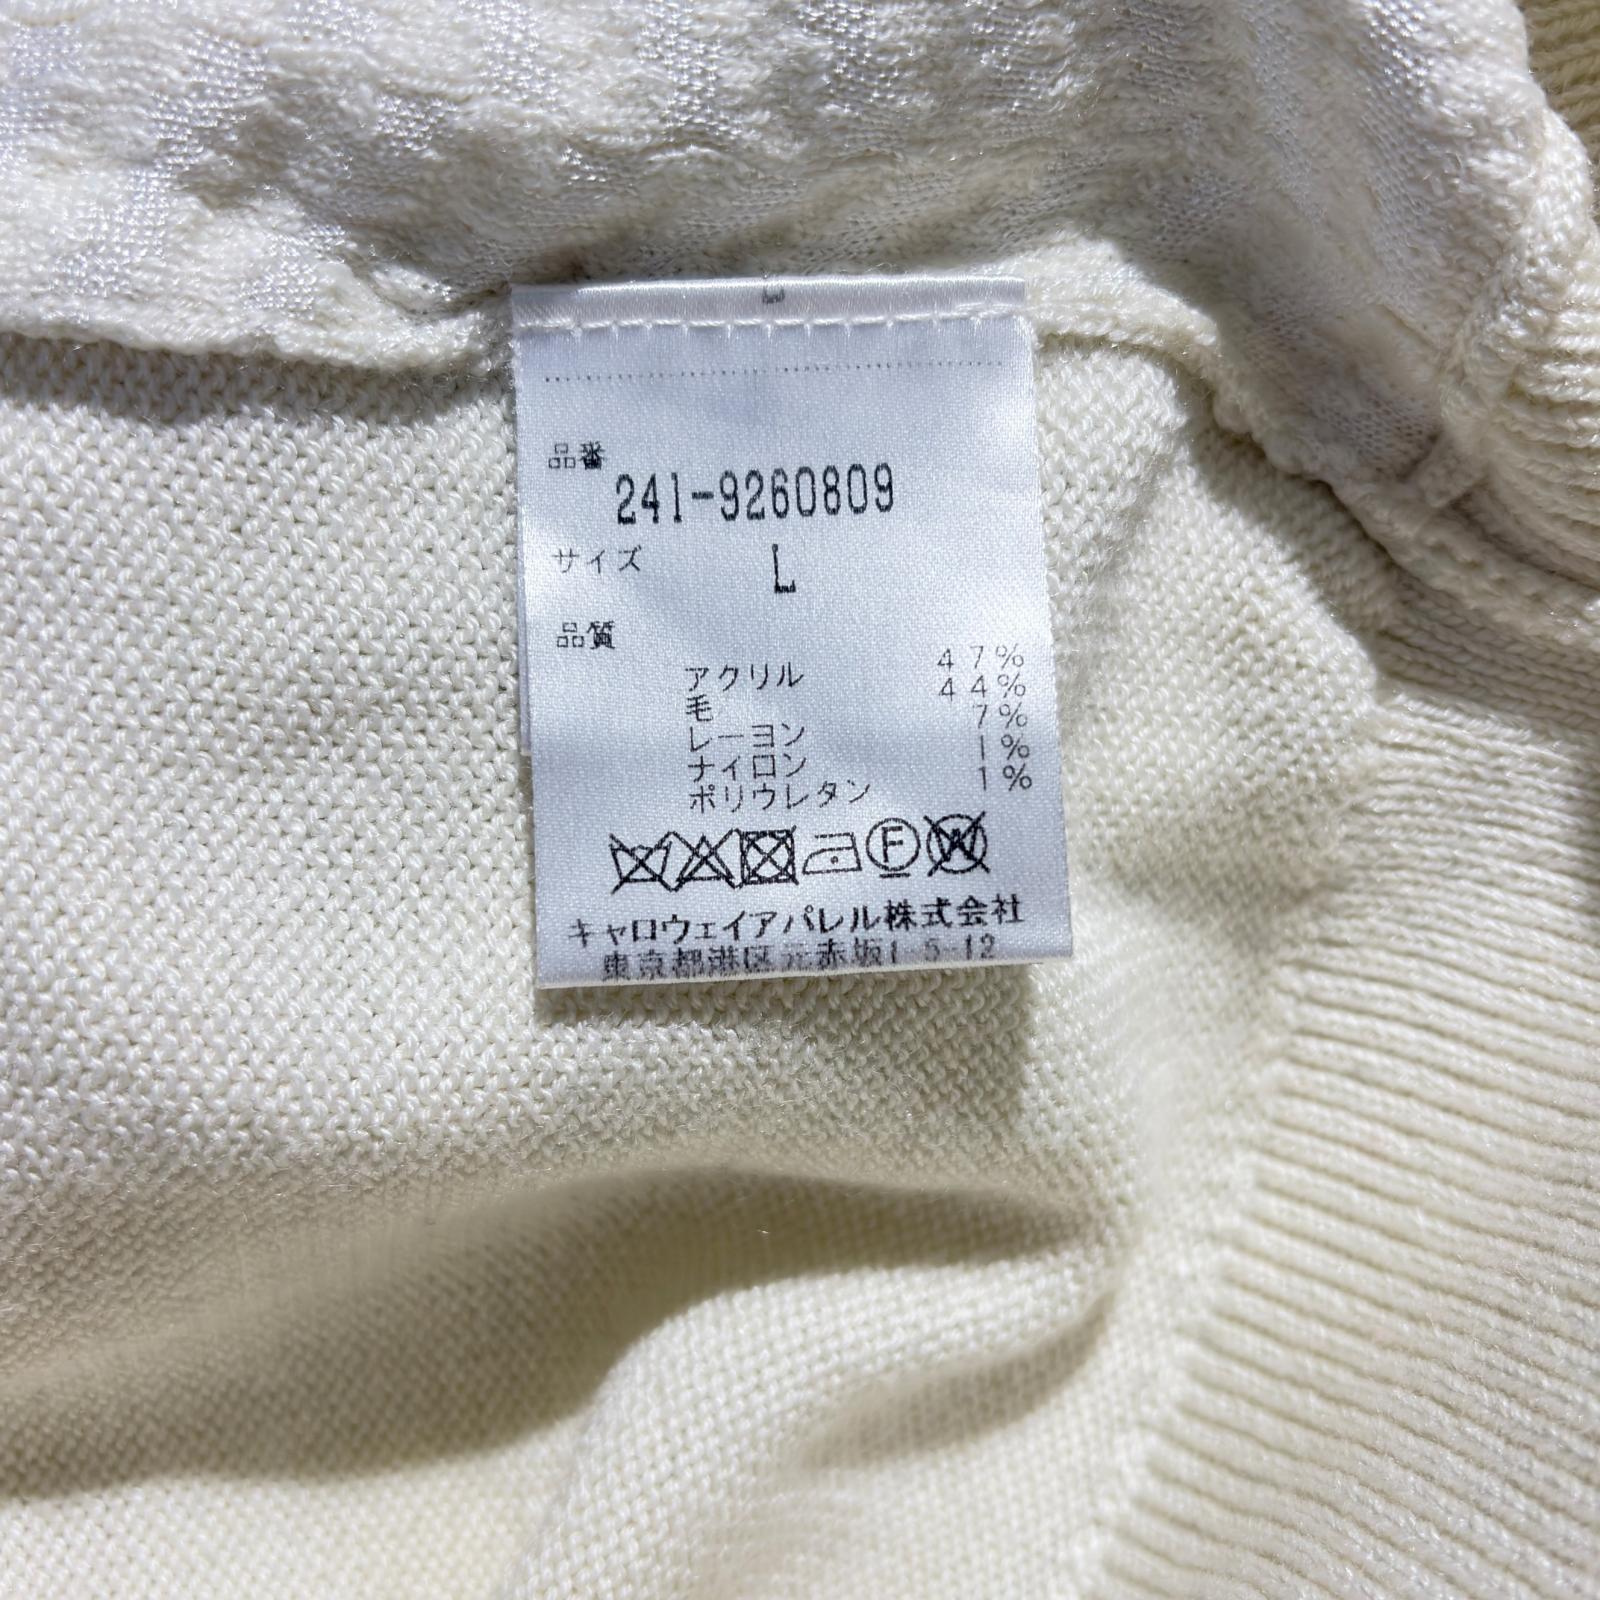 品番
241-9260809
サイズ L
品質
アクリル 47%
毛 44%
レーヨン 7%
ナイロン 1%
ポリウレタン 1%
F
W
キャロウェイアパレル株式会社
東京都港区元赤坂1-5-12